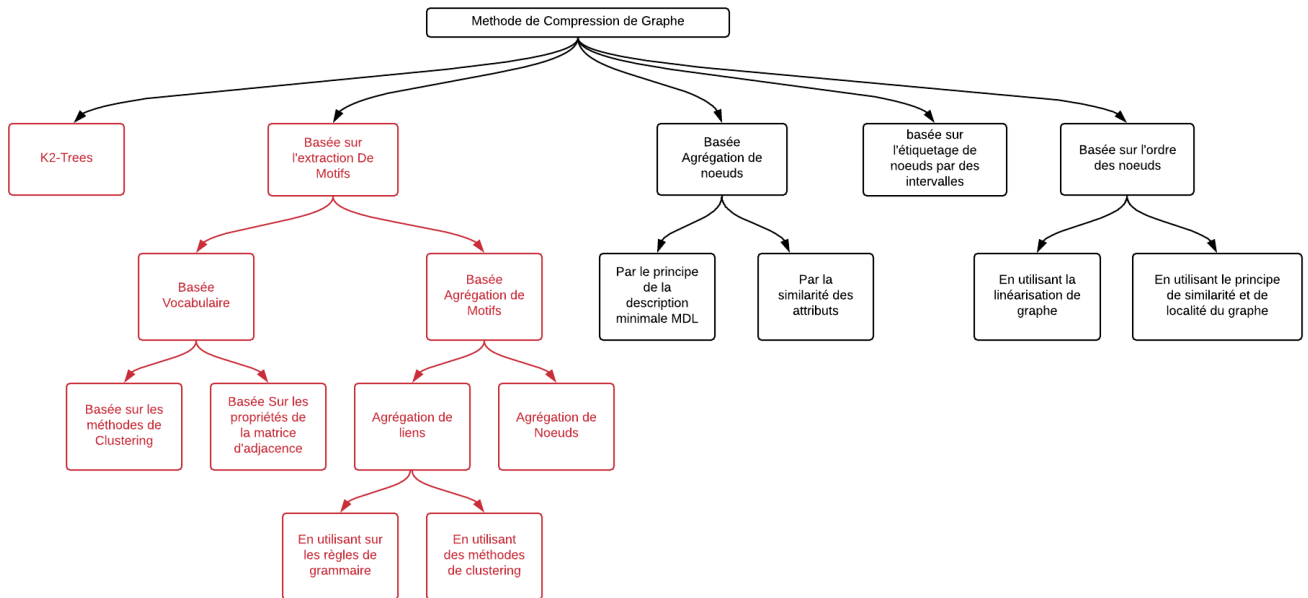 Methode de Compression de Graphe
K2-Trees
Basée sur
l'extraction De
Motifs
Basée
Agrégation de
noeuds
basée sur
l'étiquetage de
noeuds par des
intervalles
Basée sur l'ordre
des noeuds
Basée
Vocabulaire
Basée
Agrégation de
Motifs
Par le principe
de la
description
minimale MDL
Par la
similarité des
attributs
En utilisant la
linéarisation de
graphe
En utilisant le principe
de similarité et de
localité du graphe
Basée sur les
méthodes de
Clustering
Basée Sur les
propriétés de
la matrice
d'adjacence
Agrégation de
liens
Agrégation de
Noeuds
En utilisant sur
les règles de
grammaire
En utilisant
des méthodes
de clustering